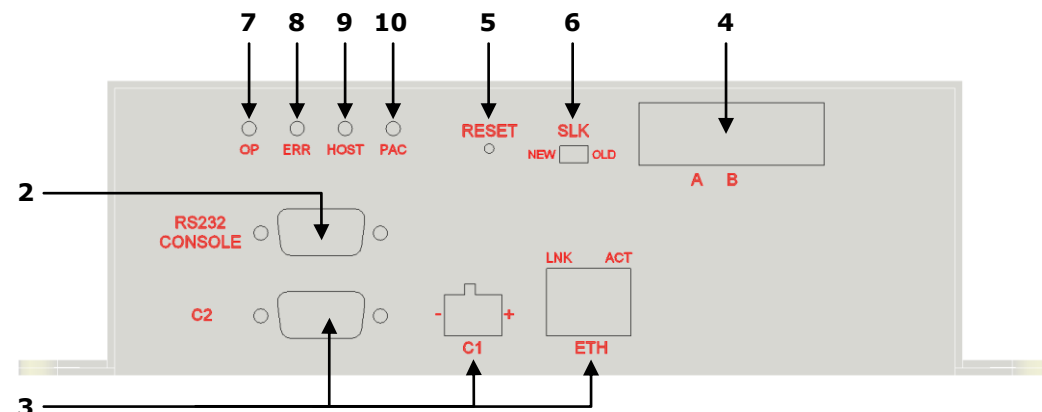 7 8 9 10 5 6 4
RESET SLK
OP ERR HOST PAC
NEW OLD
A B
2
RS232
CONSOLE
LNK ACT
C2
- +
C1 ETH
3